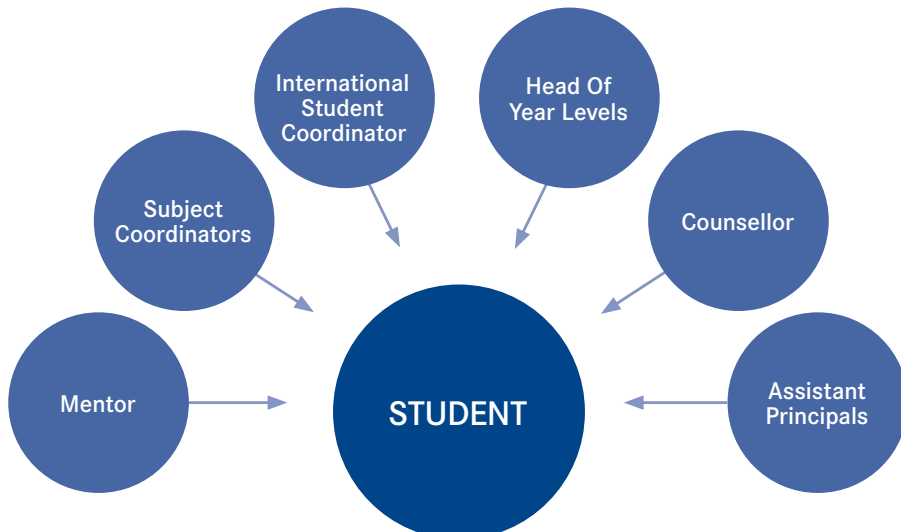 International
Student
Coordinator
Head Of
Year Levels
Subject
Coordinators
Counsellor
Mentor
STUDENT
Assistant
Principals